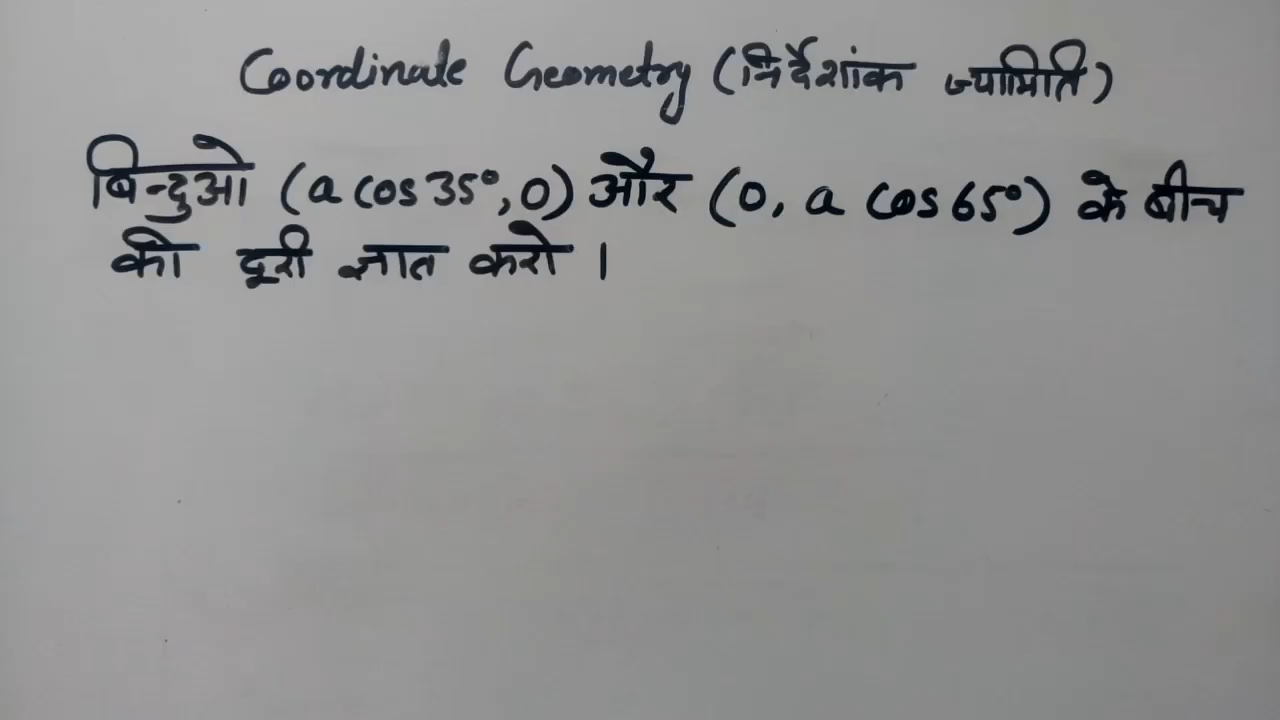 Coordinate Geometry (निर्देशांक ज्यामिति)
बिन्दुओ (a cos 35°, 0) और (0, a cos 65°) के बीच
की दूरी ज्ञात करो ।